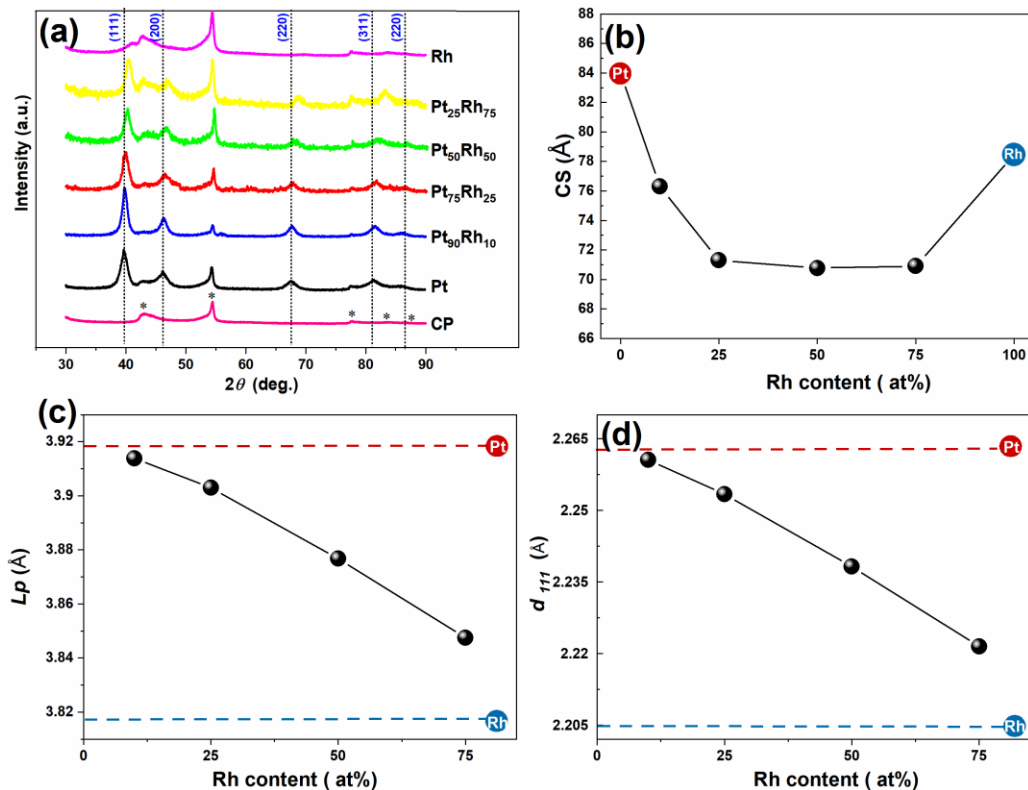 (a)
(111)
(200)
(220)
(311)
(220)
Rh
Pt25Rh75
Pt50Rh50
Pt75Rh25
Pt90Rh10
Pt
CP
* * * * *
Intensity (a.u.)
30 40 50 60 70 80 90
2θ (deg.)
(b)
88
86
84
82
80
78
76
74
72
70
68
66
CS (Å)
Pt
Rh
0 25 50 75 100
Rh content ( at%)
(c)
3.92
3.9
3.88
3.86
3.84
3.82
Lp (Å)
Pt
Rh
0 25 50 75
Rh content ( at%)
(d)
2.265
2.25
2.235
2.22
2.205
d 111 (Å)
Pt
Rh
0 25 50 75
Rh content ( at%)